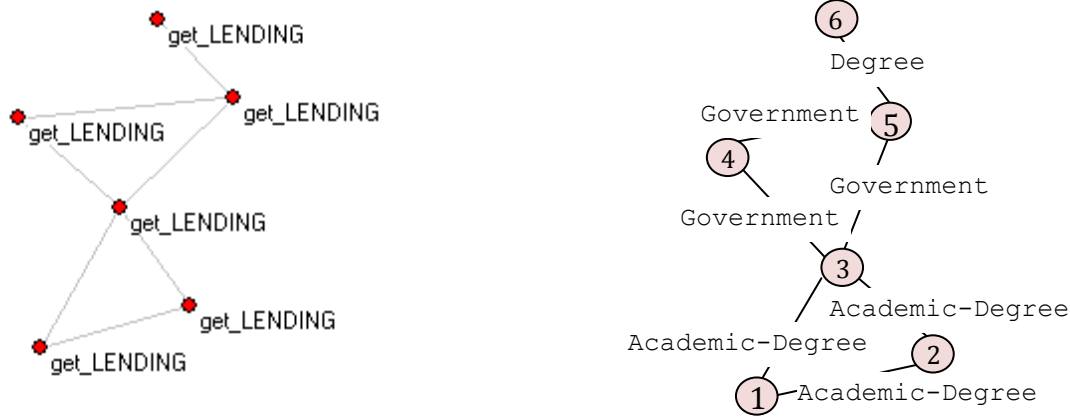 get_LENDING
get_LENDING
get_LENDING
get_LENDING
get_LENDING
get_LENDING
6
Degree
Government
5
4
Government
Government
3
Academic-Degree
Academic-Degree
2
1
Academic-Degree